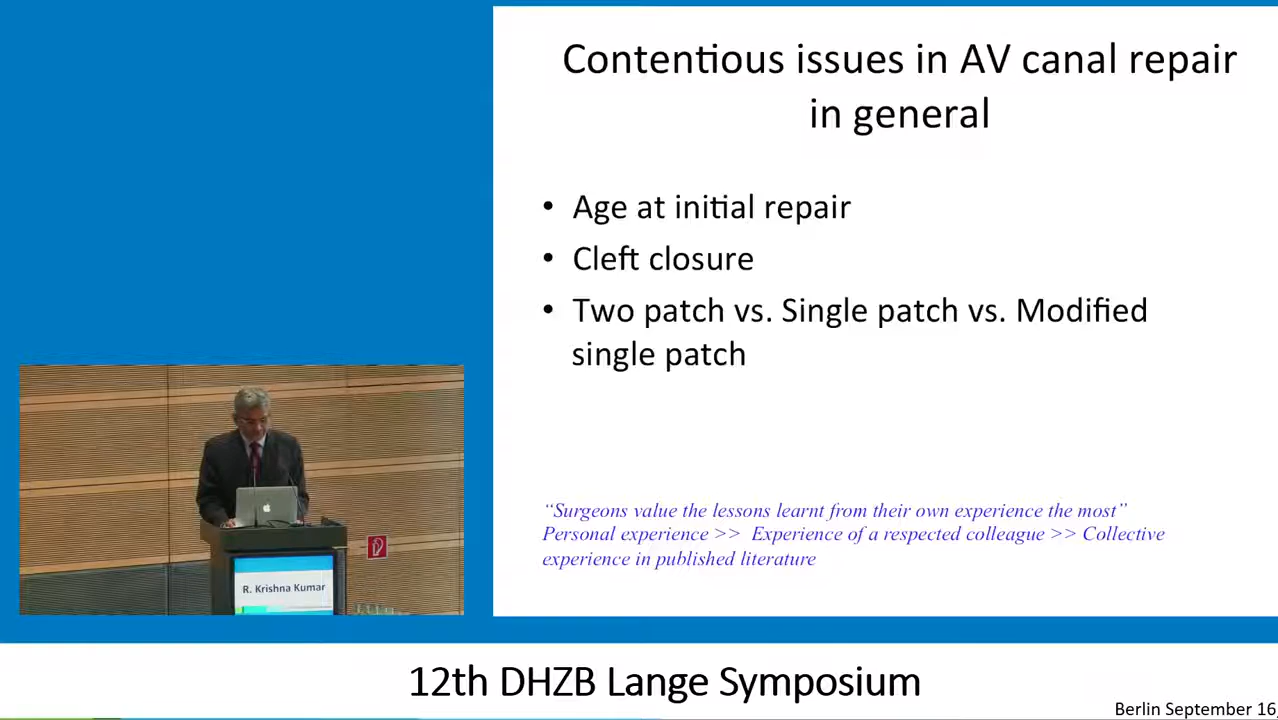 Contentious issues in AV canal repair
in general
• Age at initial repair
• Cleft closure
• Two patch vs. Single patch vs. Modified
single patch
“Surgeons value the lessons learnt from their own experience the most”
Personal experience >> Experience of a respected colleague >> Collective
experience in published literature
R. Krishna Kumar
12th DHZB Lange Symposium
Berlin September 16,